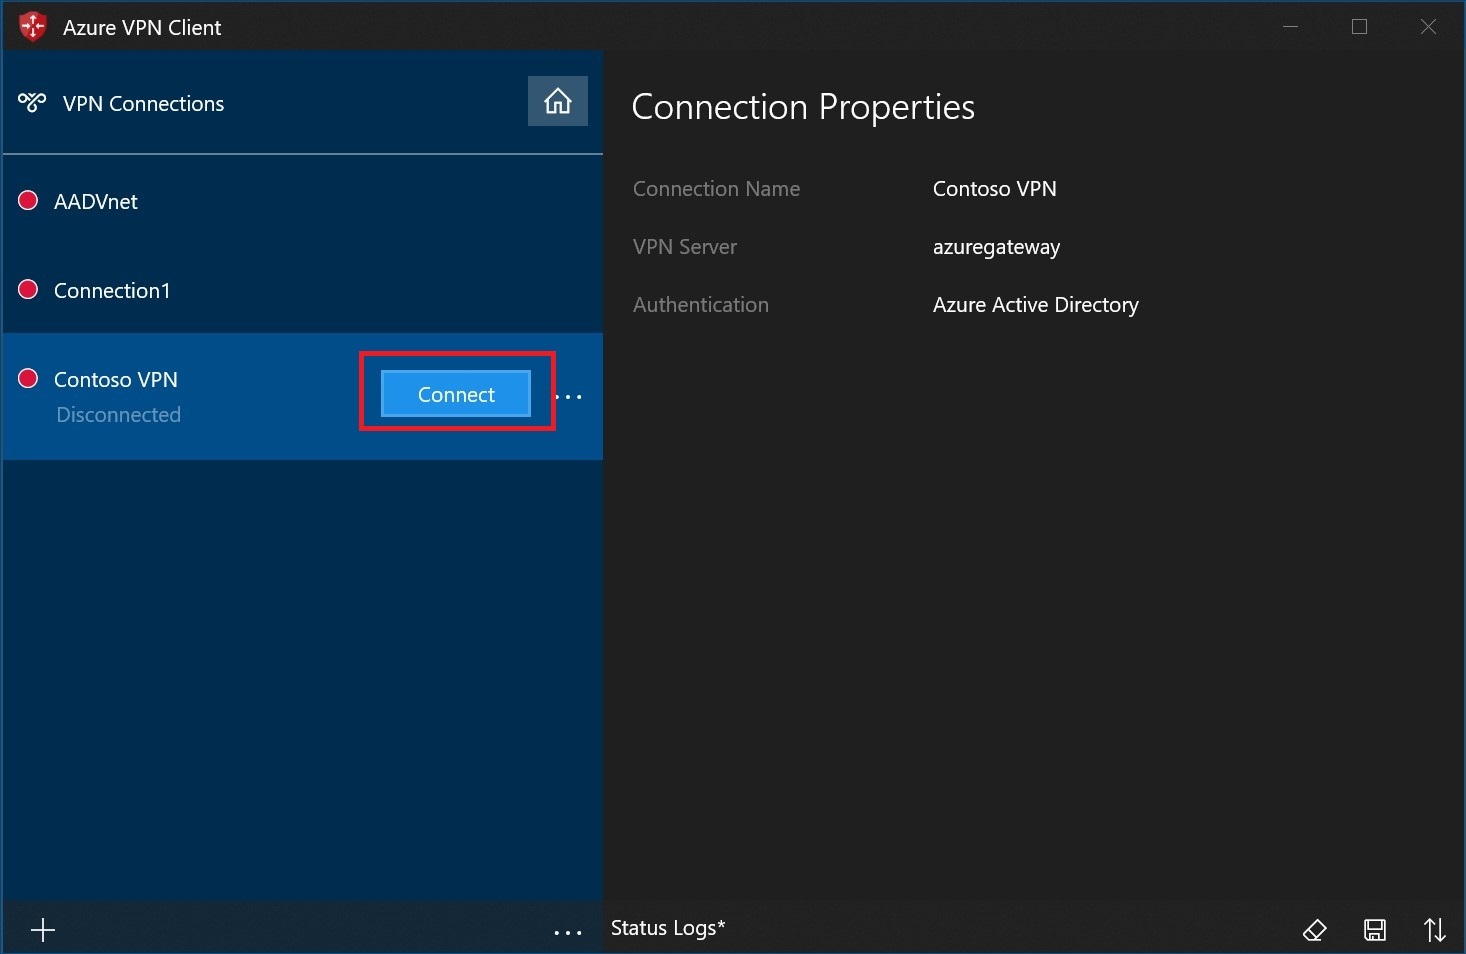 Azure VPN Client
VPN Connections
AADVnet
Connection1
Contoso VPN
Disconnected
Connect
...
...
Connection Properties
Connection Name Contoso VPN
VPN Server azuregateway
Authentication Azure Active Directory
Status Logs*